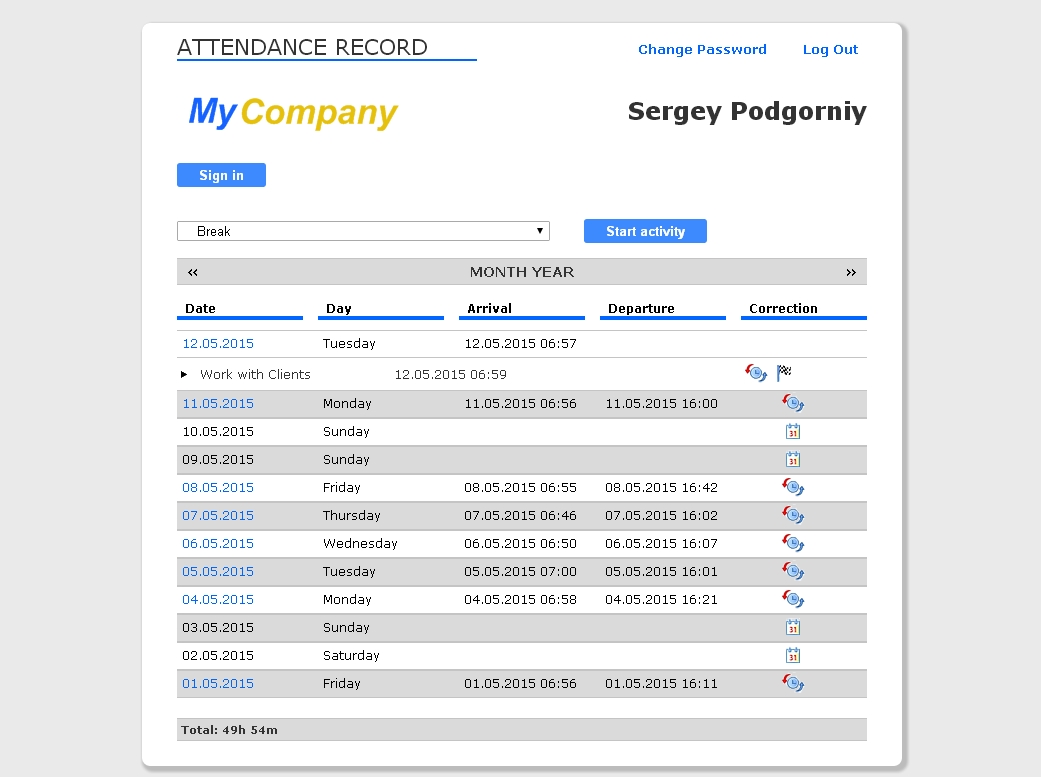 ATTENDANCE RECORD Change Password Log Out
MyCompany Sergey Podgorniy
Sign in
Break Start activity
« MONTH YEAR »
Date Day Arrival Departure Correction
12.05.2015 Tuesday 12.05.2015 06:57
Work with Clients 12.05.2015 06:59
11.05.2015 Monday 11.05.2015 06:56 11.05.2015 16:00
10.05.2015 Sunday 31
09.05.2015 Sunday 31
08.05.2015 Friday 08.05.2015 06:55 08.05.2015 16:42
07.05.2015 Thursday 07.05.2015 06:46 07.05.2015 16:02
06.05.2015 Wednesday 06.05.2015 06:50 06.05.2015 16:07
05.05.2015 Tuesday 05.05.2015 07:00 05.05.2015 16:01
04.05.2015 Monday 04.05.2015 06:58 04.05.2015 16:21
03.05.2015 Sunday 31
02.05.2015 Saturday 31
01.05.2015 Friday 01.05.2015 06:56 01.05.2015 16:11
Total: 49h 54m